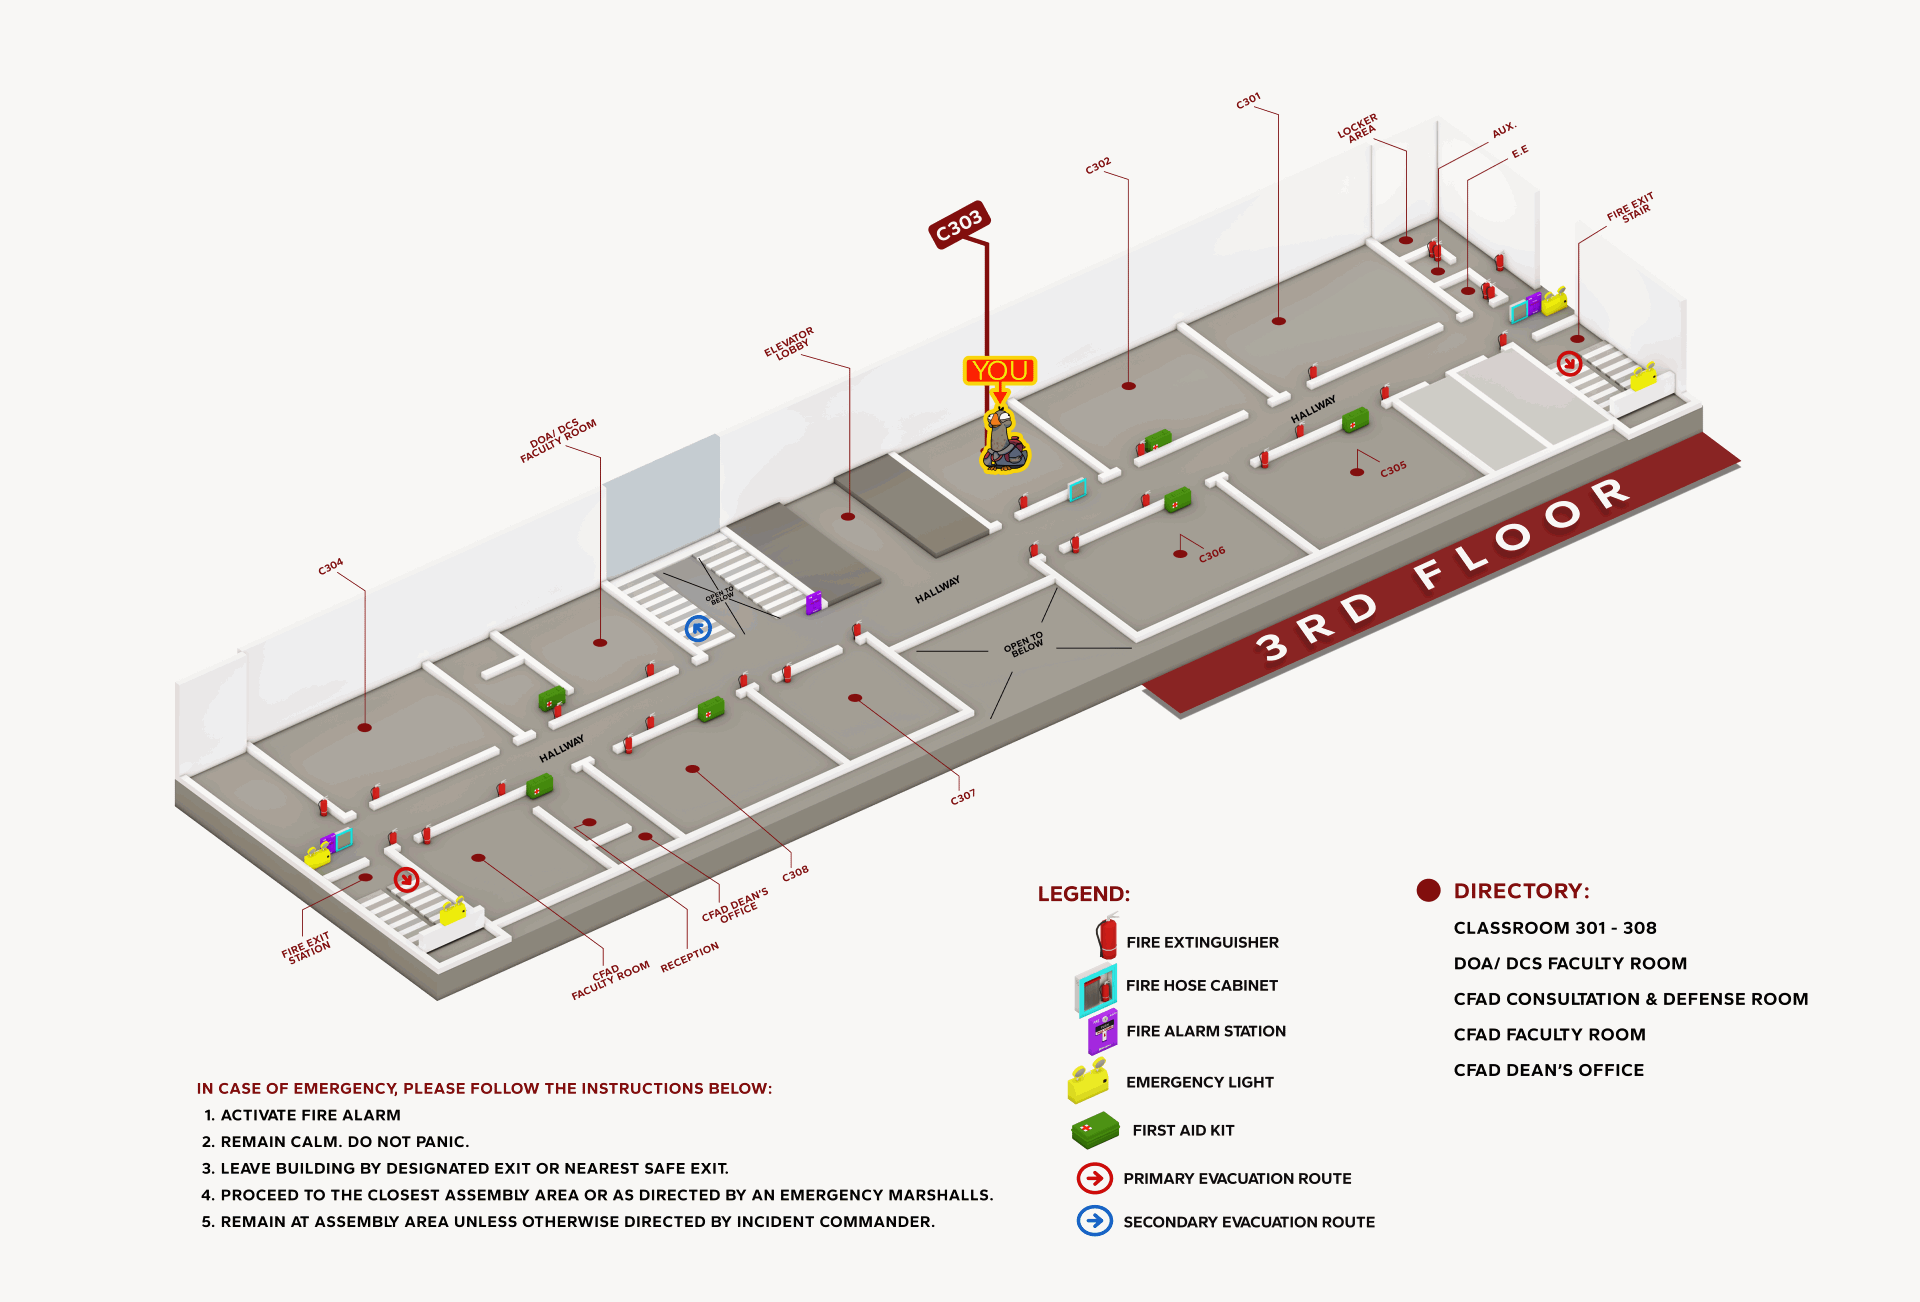 C301
LOCKER
AREA
AUX.
E.E
C302
FIRE EXIT
STAIR
C303
YOU
ELEVATOR
LOBBY
DOA/ DCS
FACULTY ROOM
HALLWAY
C305
C304
C306
OPEN TO
BELOW
HALLWAY
OPEN TO
BELOW
3RD FLOOR
HALLWAY
C307
C308
CFAD DEAN'S
OFFICE
RECEPTION
CFAD
FACULTY ROOM
FIRE EXIT
STATION
LEGEND:
FIRE EXTINGUISHER
FIRE HOSE CABINET
FIRE ALARM STATION
EMERGENCY LIGHT
FIRST AID KIT
PRIMARY EVACUATION ROUTE
SECONDARY EVACUATION ROUTE
DIRECTORY:
CLASSROOM 301 - 308
DOA/ DCS FACULTY ROOM
CFAD CONSULTATION & DEFENSE ROOM
CFAD FACULTY ROOM
CFAD DEAN'S OFFICE
IN CASE OF EMERGENCY, PLEASE FOLLOW THE INSTRUCTIONS BELOW:
1. ACTIVATE FIRE ALARM
2. REMAIN CALM. DO NOT PANIC.
3. LEAVE BUILDING BY DESIGNATED EXIT OR NEAREST SAFE EXIT.
4. PROCEED TO THE CLOSEST ASSEMBLY AREA OR AS DIRECTED BY AN EMERGENCY MARSHALLS.
5. REMAIN AT ASSEMBLY AREA UNLESS OTHERWISE DIRECTED BY INCIDENT COMMANDER.